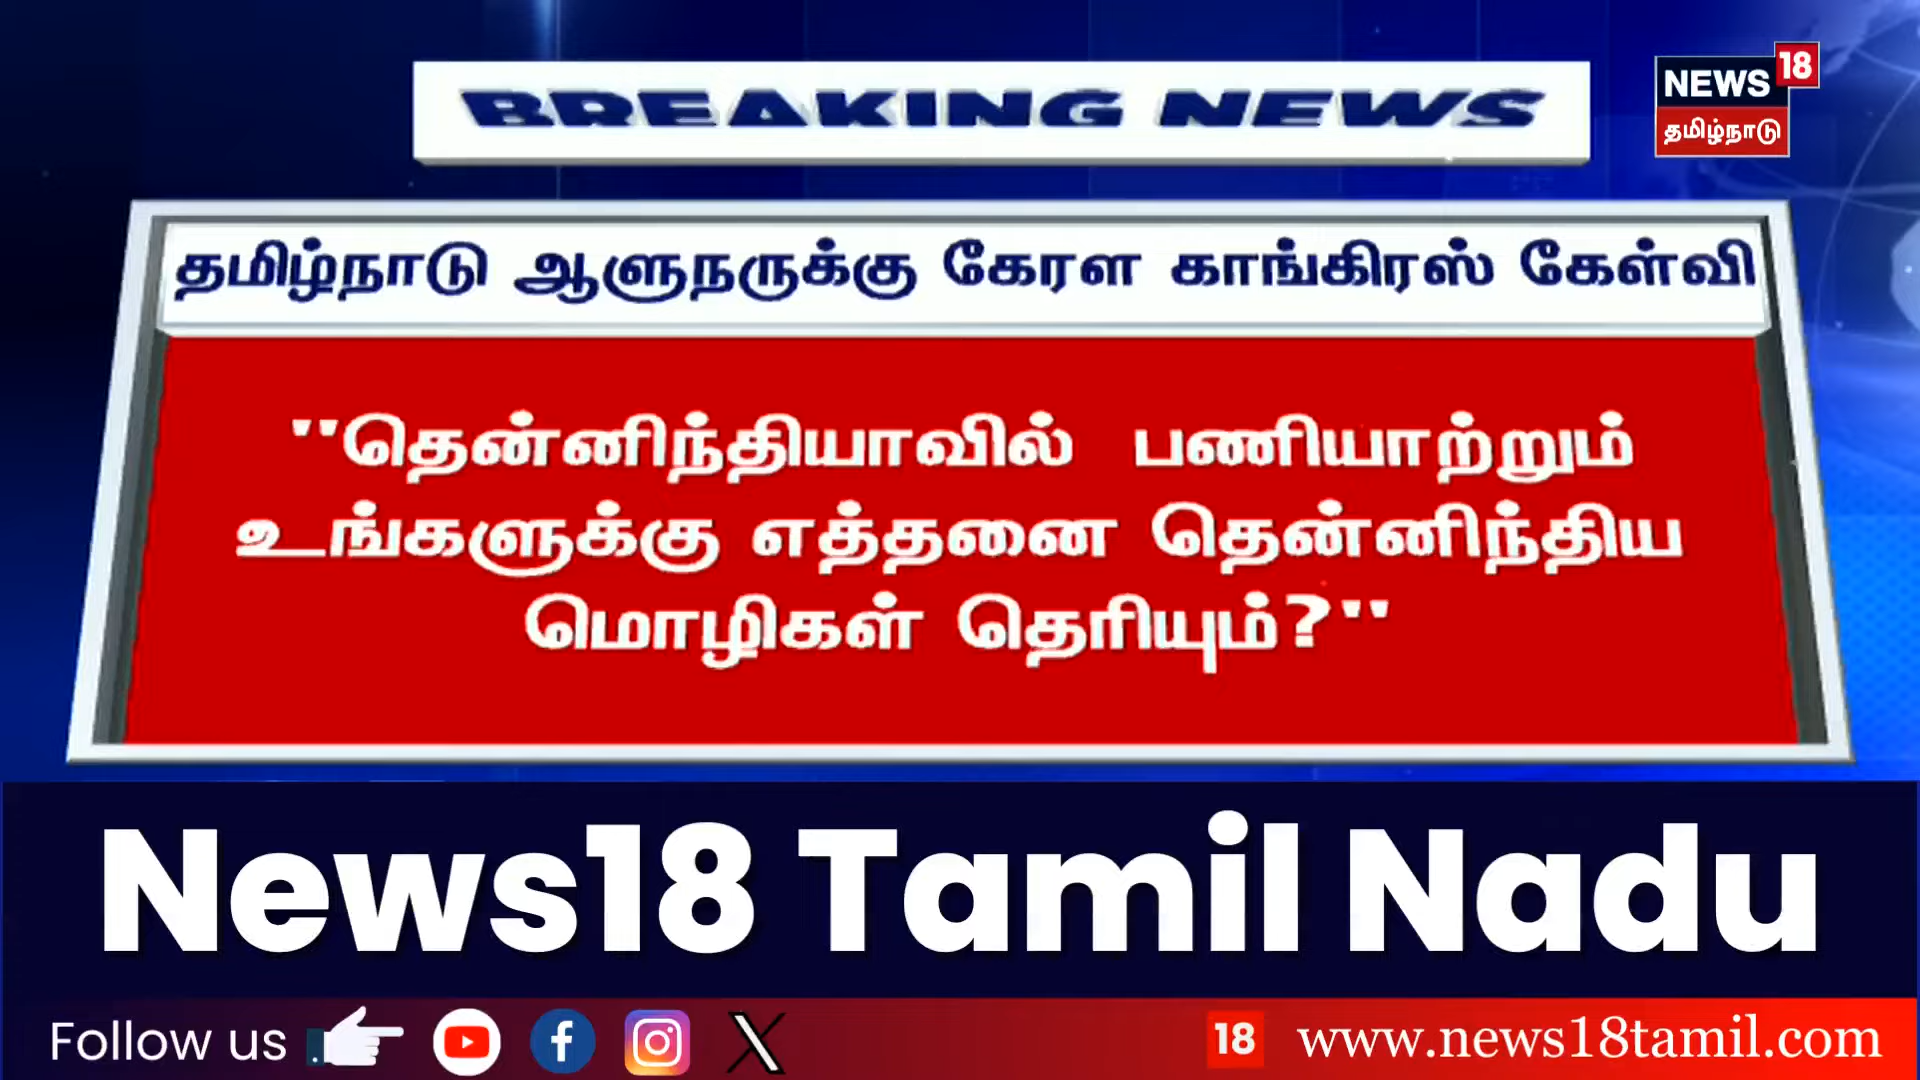 BREAKING NEWS
NEWS 18
தமிழ்நாடு
தமிழ்நாடு ஆளுநருக்கு கேரள காங்கிரஸ் கேள்வி
"தென்னிந்தியாவில் பணியாற்றும்
உங்களுக்கு எத்தனை தென்னிந்திய
மொழிகள் தெரியும்?"
News18 Tamil Nadu
Follow us
18 www.news18tamil.com